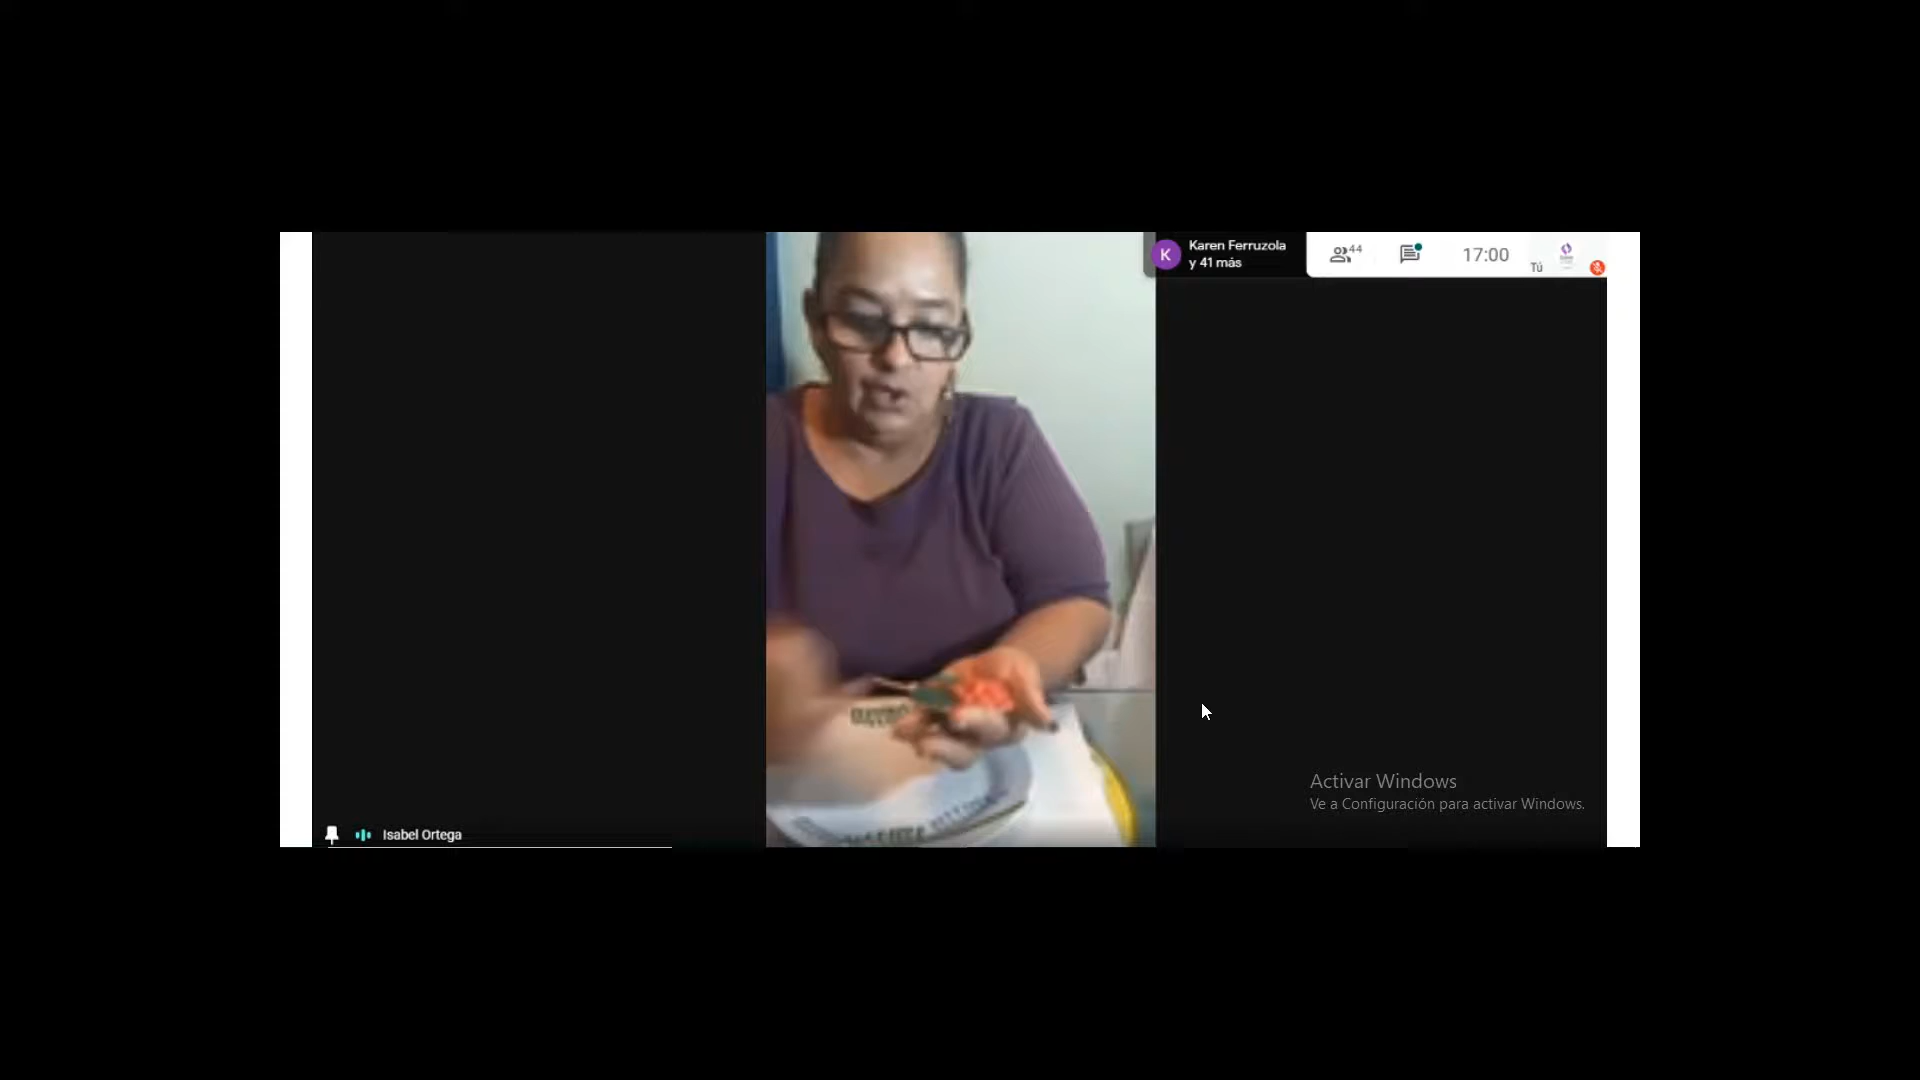 Karen Ferruzola
y 41 más
K
44
17:00
Tú
Activar Windows
Ve a Configuración para activar Windows.
Isabel Ortega